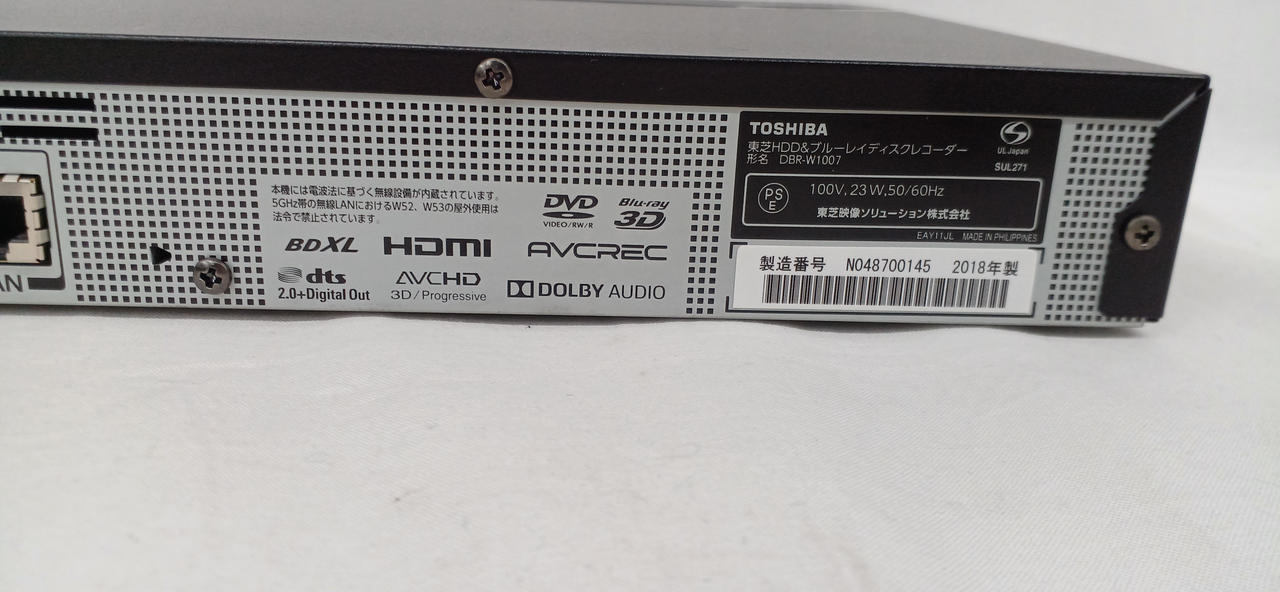 AN
本機には電波法に基づく無線設備が内蔵されています。
5GHz帯の無線LANにおけるW52、W53の屋外使用は
法令で禁止されています。
DVD
VIDEO/RW/R
Blu-ray
3D
BDXL
HDMI
AVCREC
dts
2.0+Digital Out
AVCHD
3D/Progressive
DOLBY AUDIO
TOSHIBA
東芝HDD&ブルーレイディスクレコーダー
形名 DBR-W1007
UL Japan
SUL271
PS
E
100V, 23W, 50/60Hz
東芝映像ソリューション株式会社
EAY11JL MADE IN PHILIPPINES
製造番号 N048700145 2018年製